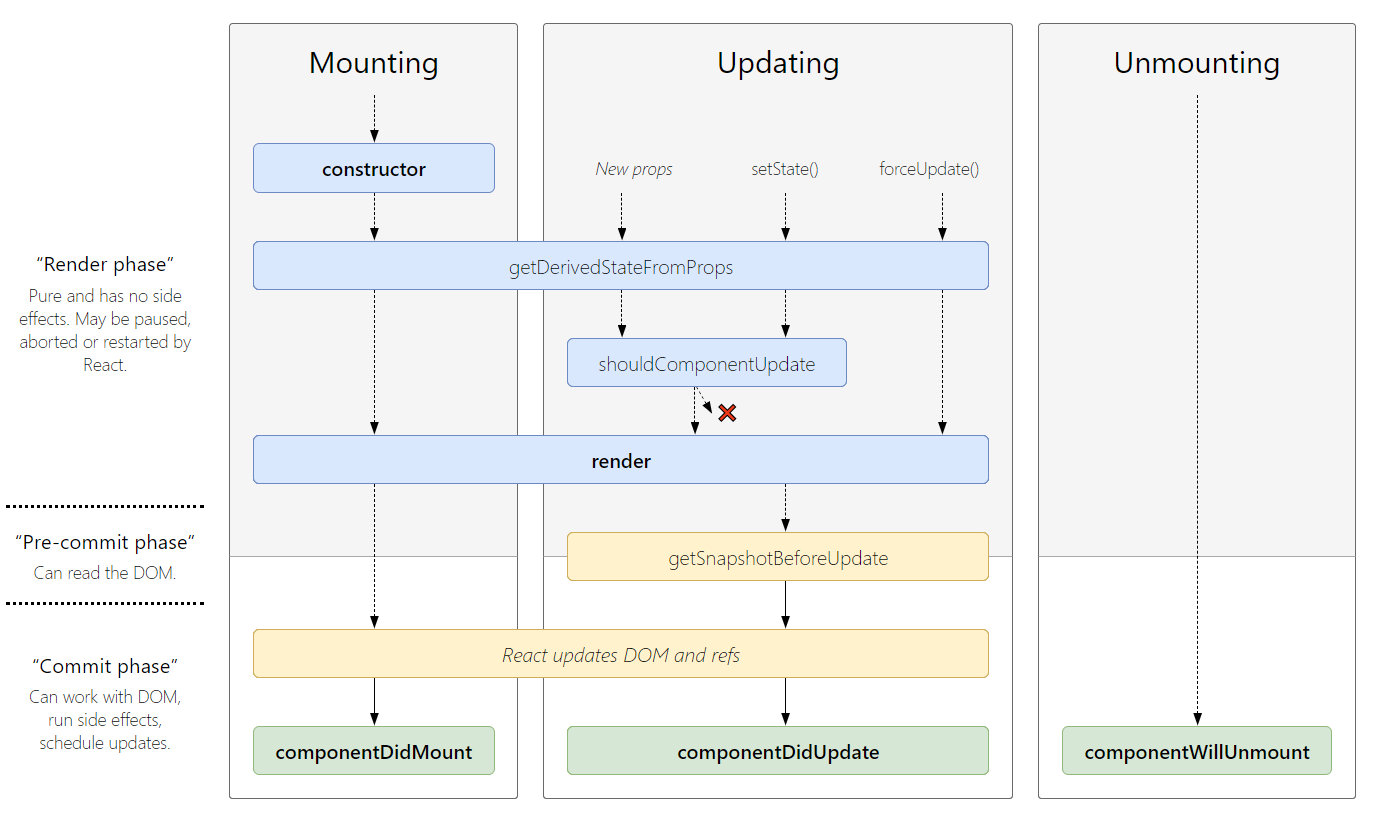 Mounting
Updating
Unmounting
constructor
New props
setState()
forceUpdate()
“Render phase”
Pure and has no side
effects. May be paused,
aborted or restarted by
React.
getDerivedStateFromProps
shouldComponentUpdate
render
“Pre-commit phase”
Can read the DOM.
getSnapshotBeforeUpdate
React updates DOM and refs
“Commit phase”
Can work with DOM,
run side effects,
schedule updates.
componentDidMount
componentDidUpdate
componentWillUnmount